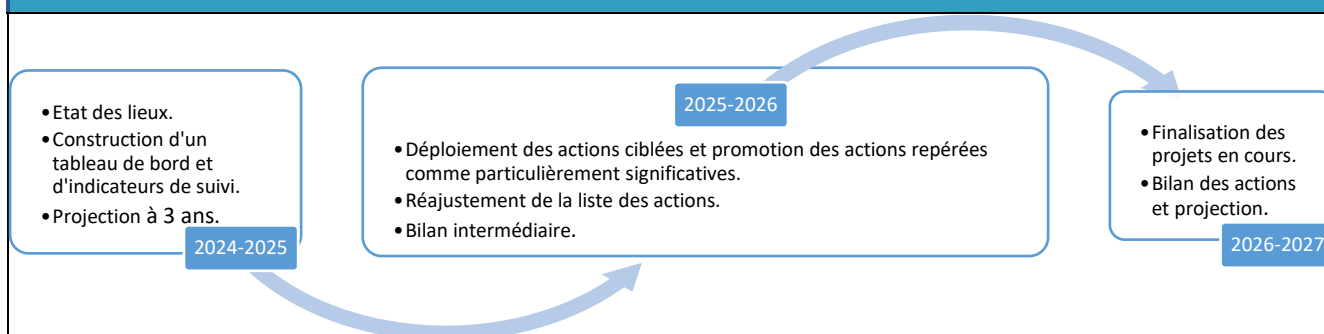 •Etat des lieux.
•Construction d'un
tableau de bord et
d'indicateurs de suivi.
•Projection à 3 ans.
2024-2025
2025-2026
•Déploiement des actions ciblées et promotion des actions repérées
comme particulièrement significatives.
•Réajustement de la liste des actions.
•Bilan intermédiaire.
•Finalisation des
projets en cours.
•Bilan des actions
et projection.
2026-2027